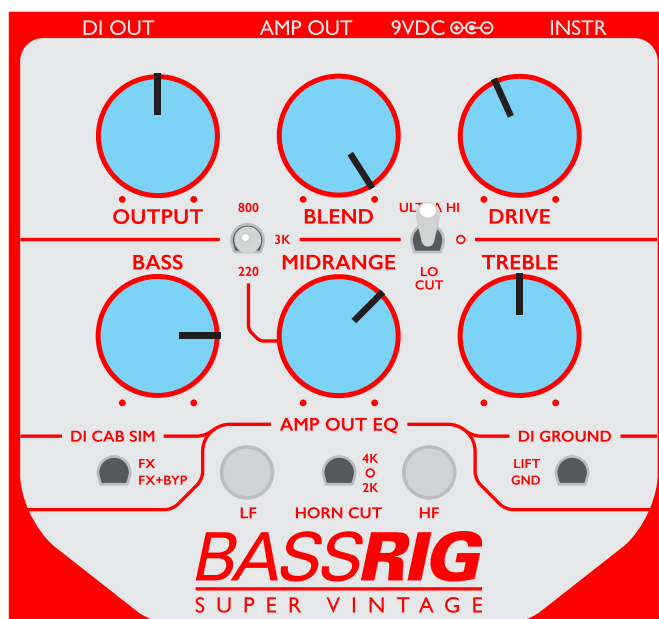 DI OUT AMP OUT 9VDC INSTR
OUTPUT BLEND DRIVE
800
3K
220
ULTRA HI
O
LO
CUT
BASS MIDRANGE TREBLE
AMP OUT EQ
DI CAB SIM
FX
FX+BYP
4K
O
2K
DI GROUND
LIFT
GND
LF HORN CUT HF
BASSRIG
SUPER VINTAGE